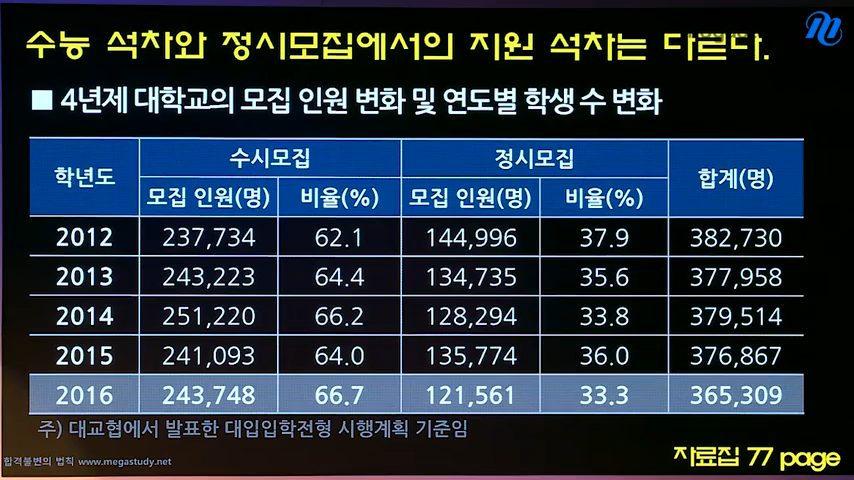 수능 석차와 정시모집에서의 지원 석차는 다르다.
■ 4년제 대학교의 모집 인원 변화 및 연도별 학생 수 변화
학년도 수시모집 정시모집 합계(명)
모집 인원(명) 비율(%) 모집 인원(명) 비율(%)
2012 237,734 62.1 144,996 37.9 382,730
2013 243,223 64.4 134,735 35.6 377,958
2014 251,220 66.2 128,294 33.8 379,514
2015 241,093 64.0 135,774 36.0 376,867
2016 243,748 66.7 121,561 33.3 365,309
주) 대교협에서 발표한 대입입학전형 시행계획 기준임
합격불변의 법칙 www.megastudy.net
자료집 77 page